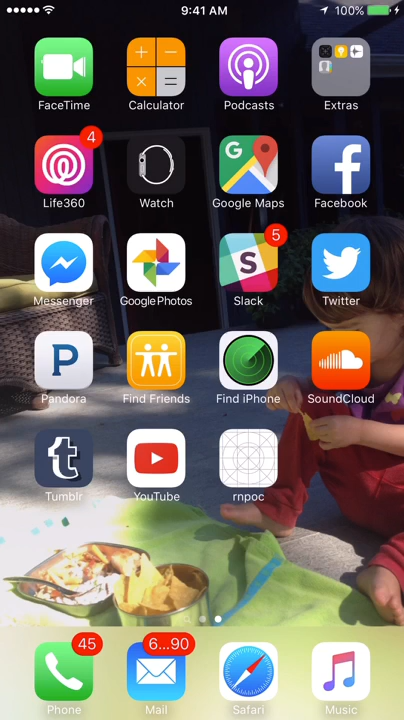 9:41 AM
100%
FaceTime
Calculator
Podcasts
Extras
4
Life360
Watch
G
Google Maps
f
Facebook
Messenger
Google Photos
5
S
Slack
Twitter
P
Pandora
Find Friends
Find iPhone
SoundCloud
t
Tumblr
YouTube
rnpoc
45
Phone
6...90
Mail
Safari
Music